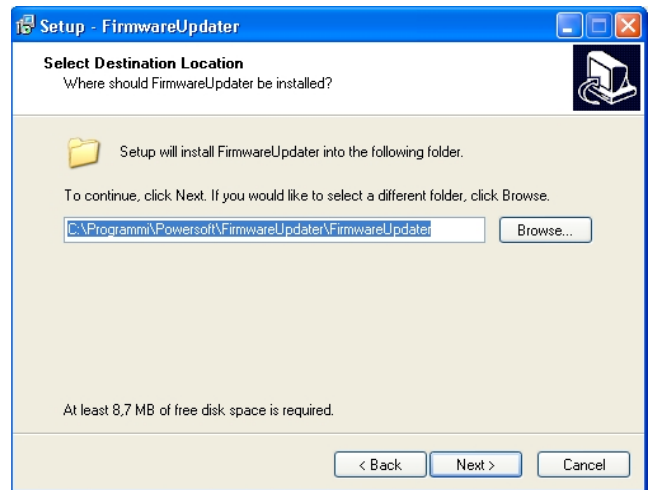 Setup - FirmwareUpdater
Select Destination Location
Where should FirmwareUpdater be installed?
Setup will install FirmwareUpdater into the following folder.
To continue, click Next. If you would like to select a different folder, click Browse.
C:\Programmi\Powersoft\FirmwareUpdater\FirmwareUpdater
Browse...
At least 8,7 MB of free disk space is required.
< Back
Next >
Cancel